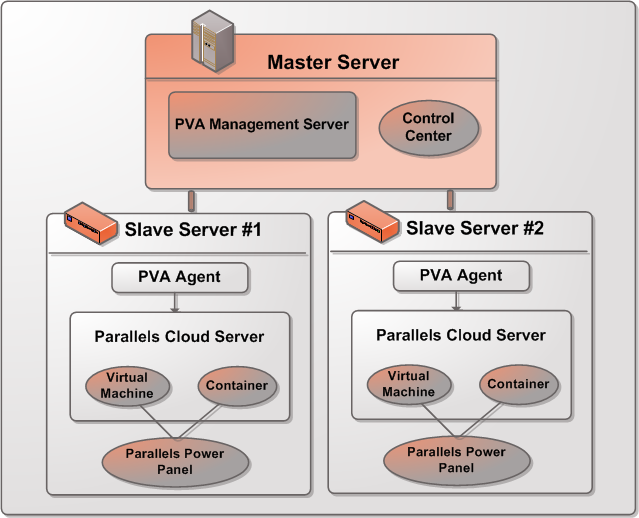 Master Server
PVA Management Server
Control
Center
Slave Server #1
PVA Agent
Parallels Cloud Server
Virtual
Machine
Container
Parallels Power
Panel
Slave Server #2
PVA Agent
Parallels Cloud Server
Virtual
Machine
Container
Parallels Power
Panel